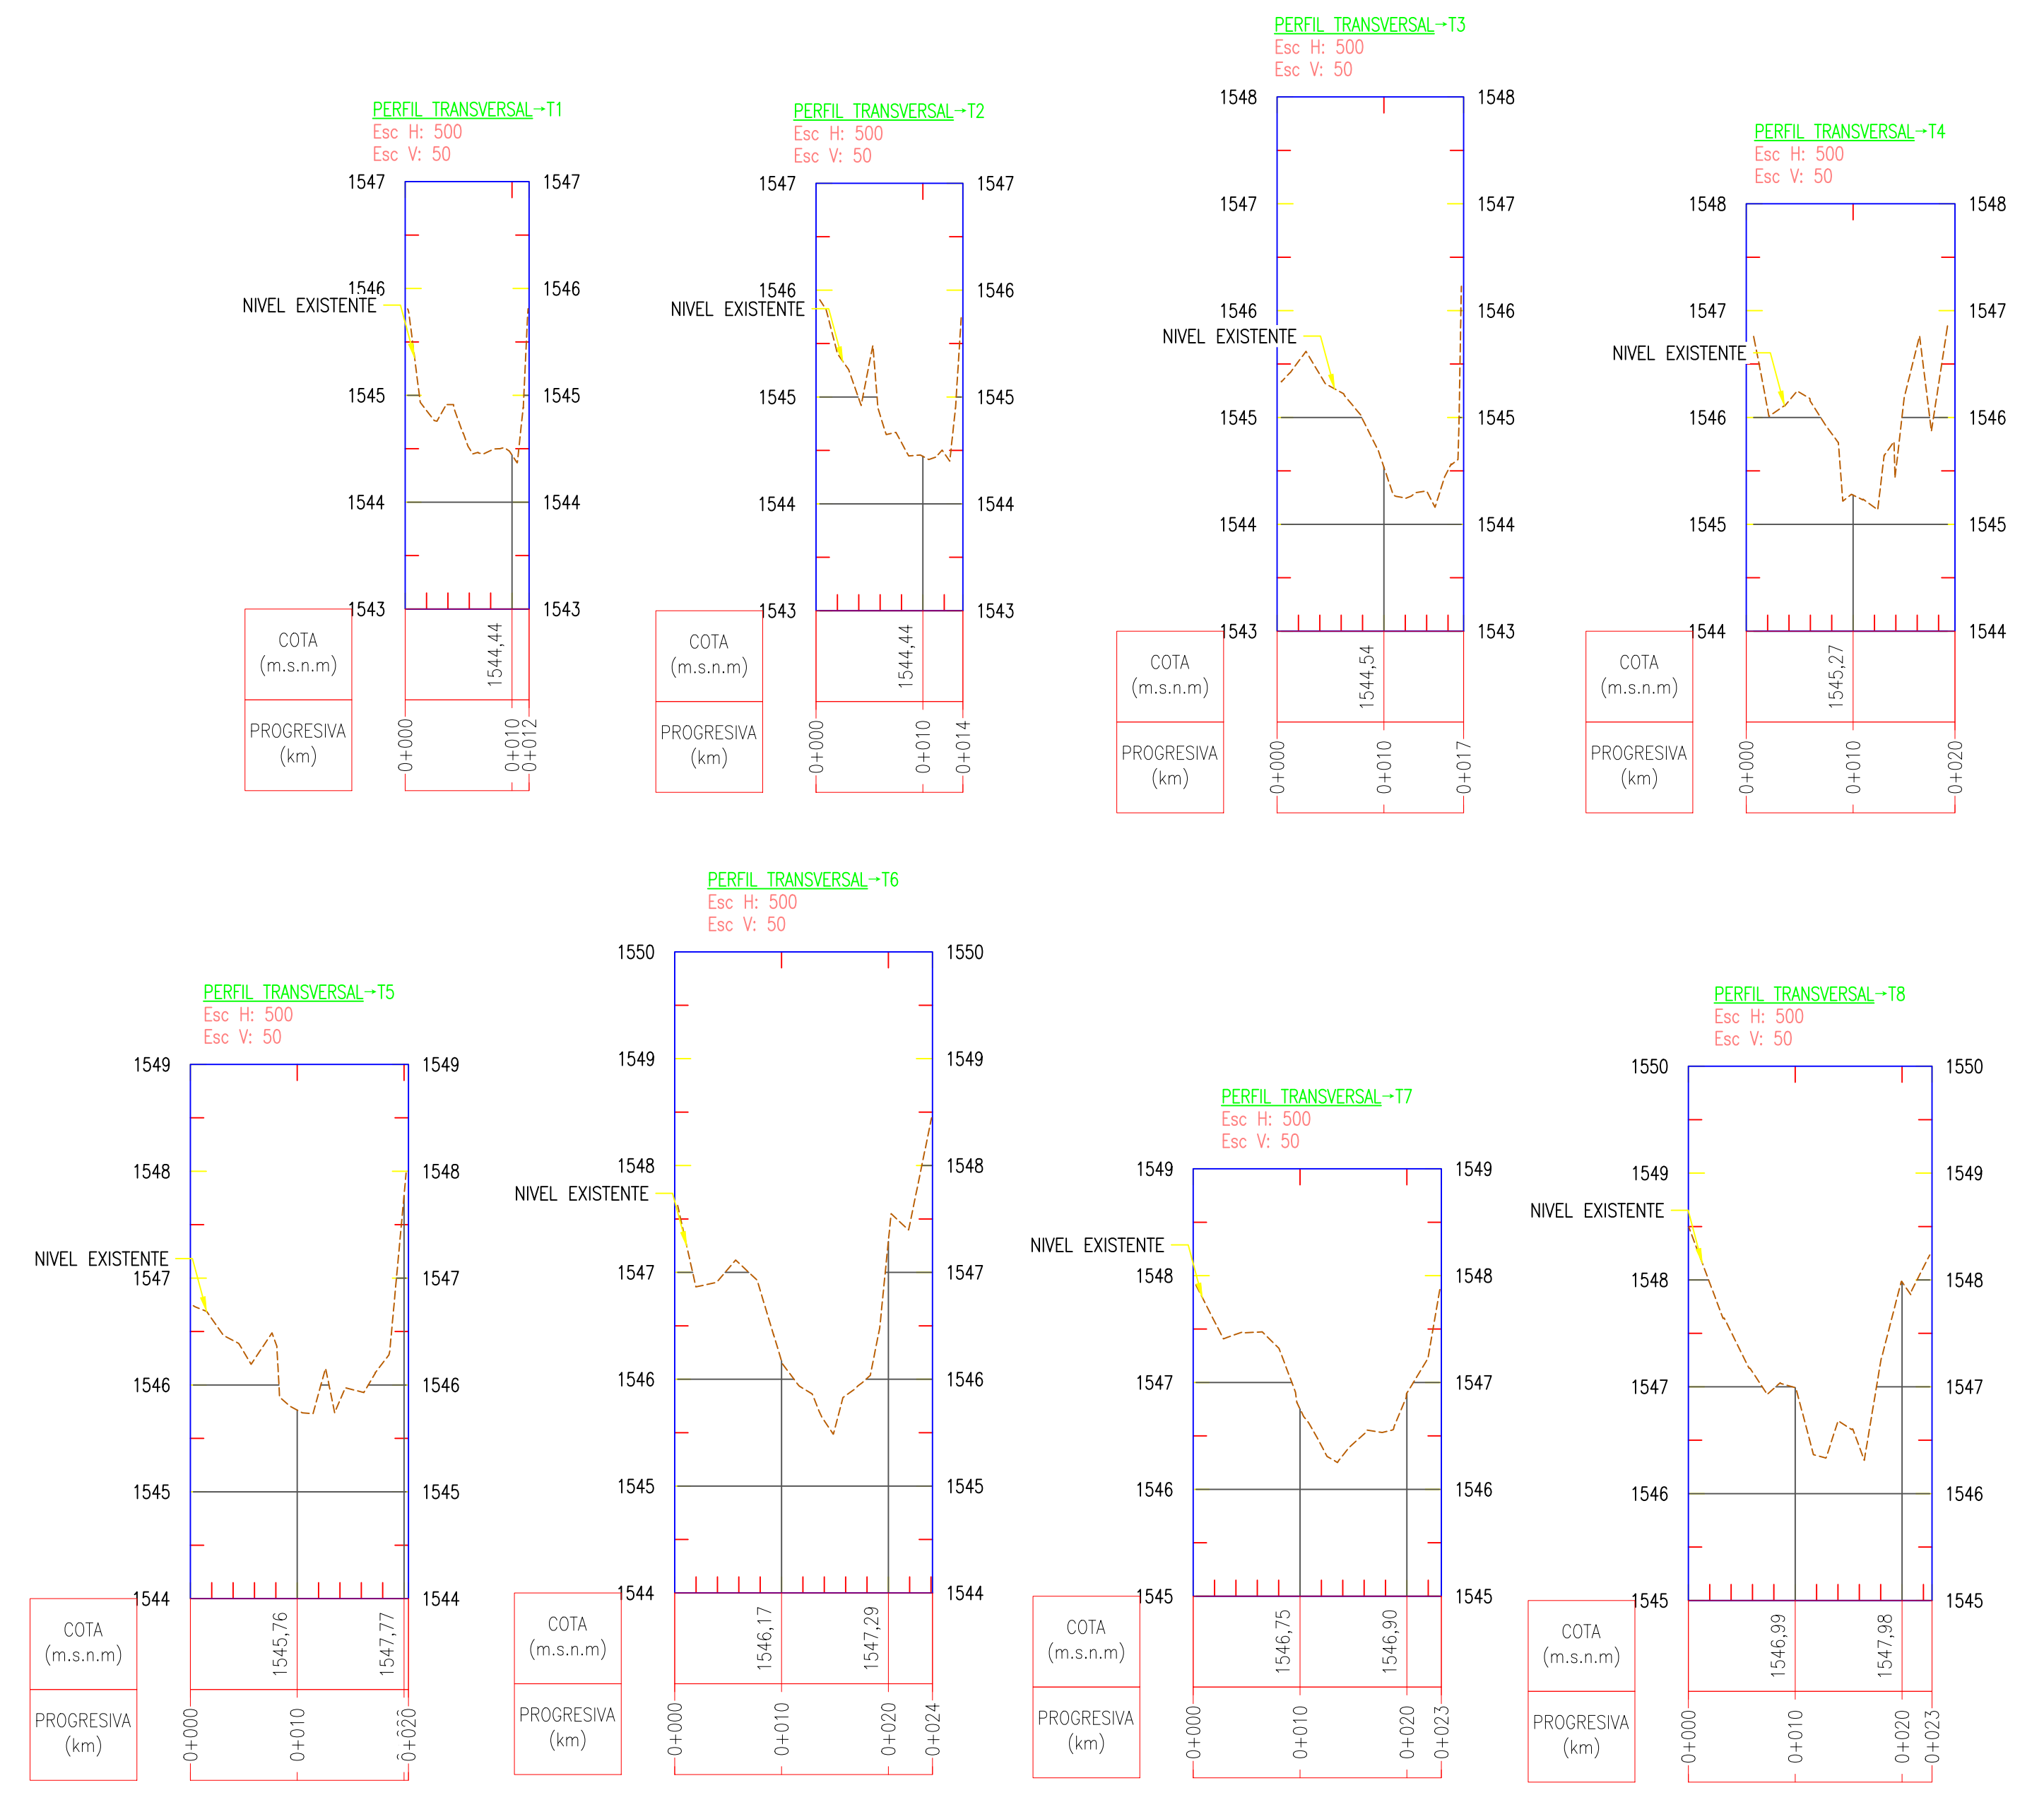 PERFIL TRANSVERSAL→T1
Esc H: 500
Esc V: 50
1547 1547
1546 1546
NIVEL EXISTENTE
1545 1545
1544 1544
1543 1543
COTA
(m.s.n.m)
1544,44
PROGRESIVA
(km)
0+000 0+010 0+012
PERFIL TRANSVERSAL→T2
Esc H: 500
Esc V: 50
1547 1547
1546 1546
NIVEL EXISTENTE
1545 1545
1544 1544
1543 1543
COTA
(m.s.n.m)
1544,44
PROGRESIVA
(km)
0+000 0+010 0+014
PERFIL TRANSVERSAL→T3
Esc H: 500
Esc V: 50
1548 1548
1547 1547
1546 1546
NIVEL EXISTENTE
1545 1545
1544 1544
1543 1543
COTA
(m.s.n.m)
1544,54
PROGRESIVA
(km)
0+000 0+010 0+017
PERFIL TRANSVERSAL→T4
Esc H: 500
Esc V: 50
1548 1548
1547 1547
NIVEL EXISTENTE
1546 1546
1545 1545
1544 1544
COTA
(m.s.n.m)
1545,27
PROGRESIVA
(km)
0+000 0+010 0+020
PERFIL TRANSVERSAL→T5
Esc H: 500
Esc V: 50
1549 1549
1548 1548
NIVEL EXISTENTE
1547 1547
1546 1546
1545 1545
1544 1544
COTA
(m.s.n.m)
1545,76 1547,77
PROGRESIVA
(km)
0+000 0+010 0+020
PERFIL TRANSVERSAL→T6
Esc H: 500
Esc V: 50
1550 1550
1549 1549
1548 1548
NIVEL EXISTENTE
1547 1547
1546 1546
1545 1545
1544 1544
COTA
(m.s.n.m)
1546,17 1547,29
PROGRESIVA
(km)
0+000 0+010 0+020 0+024
PERFIL TRANSVERSAL→T7
Esc H: 500
Esc V: 50
1549 1549
NIVEL EXISTENTE
1548 1548
1547 1547
1546 1546
1545 1545
COTA
(m.s.n.m)
1546,75 1546,90
PROGRESIVA
(km)
0+000 0+010 0+020 0+023
PERFIL TRANSVERSAL→T8
Esc H: 500
Esc V: 50
1550 1550
1549 1549
NIVEL EXISTENTE
1548 1548
1547 1547
1546 1546
1545 1545
COTA
(m.s.n.m)
1546,99 1547,98
PROGRESIVA
(km)
0+000 0+010 0+020 0+023